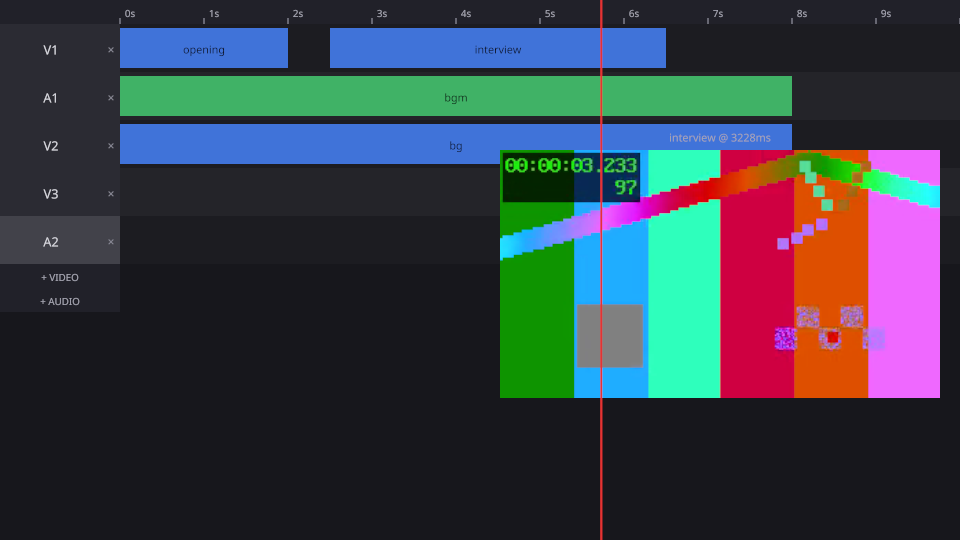 0s 1s 2s 3s 4s 5s 6s 7s 8s 9s
V1 × opening interview
A1 × bgm
V2 × bg interview @ 3228ms
00:00:03.233
97
V3 ×
A2 ×
+ VIDEO
+ AUDIO